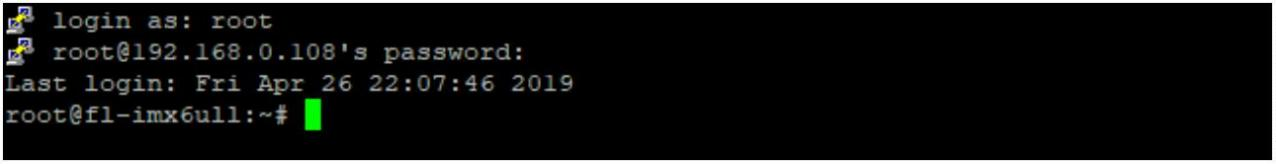 login as: root
root@192.168.0.108's password:
Last login: Fri Apr 26 22:07:46 2019
root@fl-imx6ull:~#